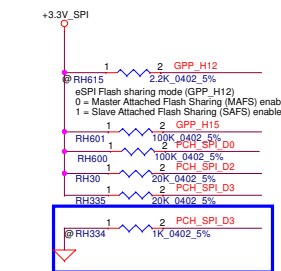 +3.3V_SPI
1 2 GPP_H12
@ RH615 2.2K_0402_5%
eSPI Flash sharing mode (GPP_H12)
0 = Master Attached Flash Sharing (MAFS) enab
1 = Slave Attached Flash Sharing (SAFS) enable
1 2 GPP_H15
RH601 100K_0402_5%
1 2 PCH_SPI_D0
RH600 100K_0402_5%
1 2 PCH_SPI_D2
RH30 20K_0402_5%
1 2 PCH_SPI_D3
RH335 20K_0402_5%
1 2 PCH_SPI_D3
@ RH334 1K_0402_5%